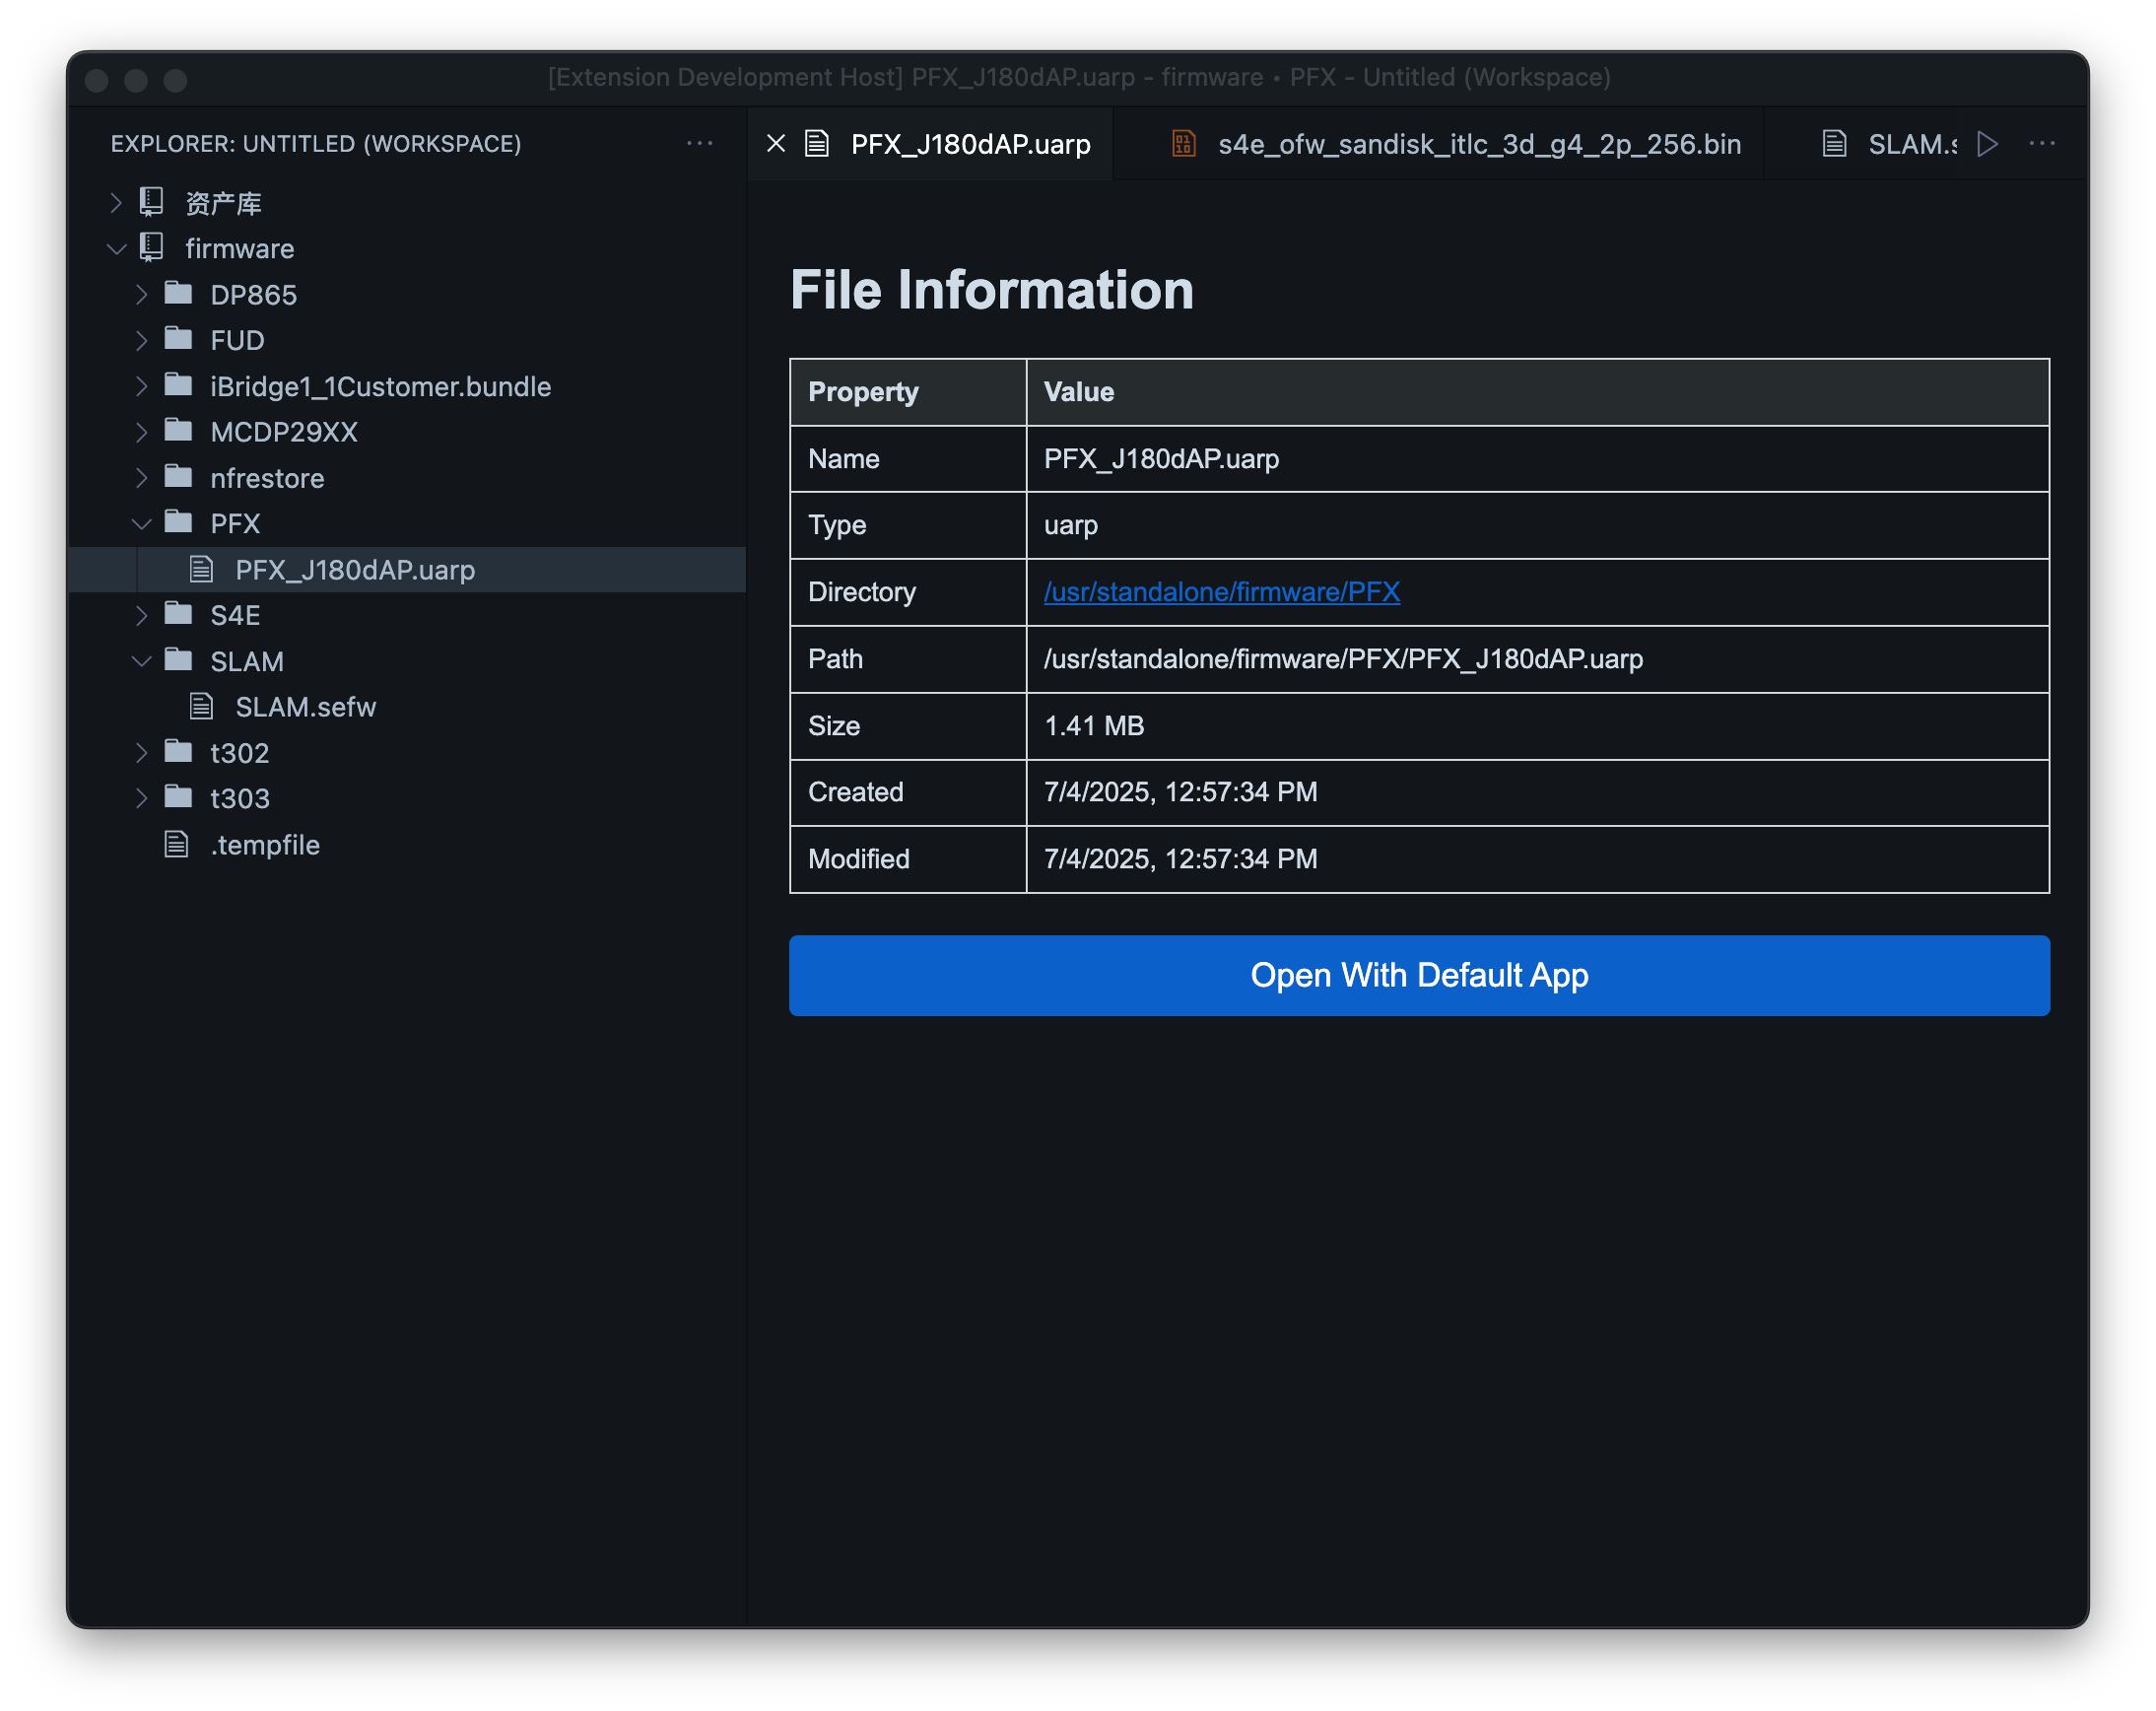 [Extension Development Host] PFX_J180dAP.uarp - firmware • PFX - Untitled (Workspace)
EXPLORER: UNTITLED (WORKSPACE)
资产库
firmware
DP865
FUD
iBridge1_1Customer.bundle
MCDP29XX
nfrestore
PFX
PFX_J180dAP.uarp
S4E
SLAM
SLAM.sefw
t302
t303
.tempfile
PFX_J180dAP.uarp
s4e_ofw_sandisk_itlc_3d_g4_2p_256.bin
SLAM.s
File Information
Property Value
Name PFX_J180dAP.uarp
Type uarp
Directory /usr/standalone/firmware/PFX
Path /usr/standalone/firmware/PFX/PFX_J180dAP.uarp
Size 1.41 MB
Created 7/4/2025, 12:57:34 PM
Modified 7/4/2025, 12:57:34 PM
Open With Default App